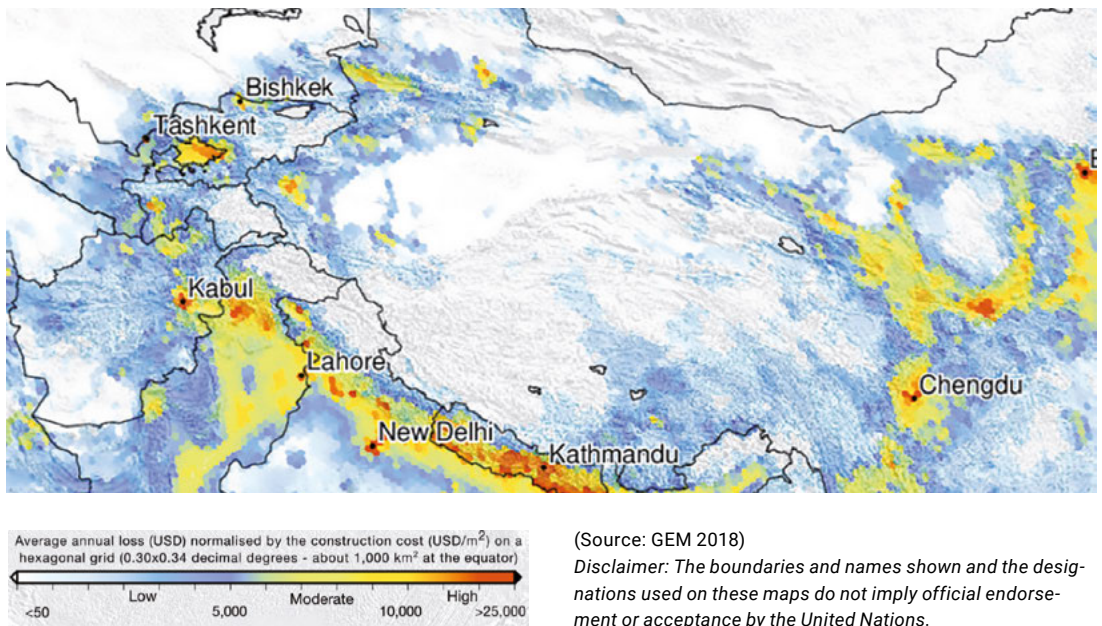 Bishkek
Tashkent
Kabul
Lahore
New Delhi
Kathmandu
Chengdu
Average annual loss (USD) normalised by the construction cost (USD/m²) on a
hexagonal grid (0.30x0.34 decimal degrees - about 1,000 km² at the equator)
Low Moderate High
<50 5,000 10,000 >25,000
(Source: GEM 2018)
Disclaimer: The boundaries and names shown and the desig-
nations used on these maps do not imply official endorse-
ment or acceptance by the United Nations.